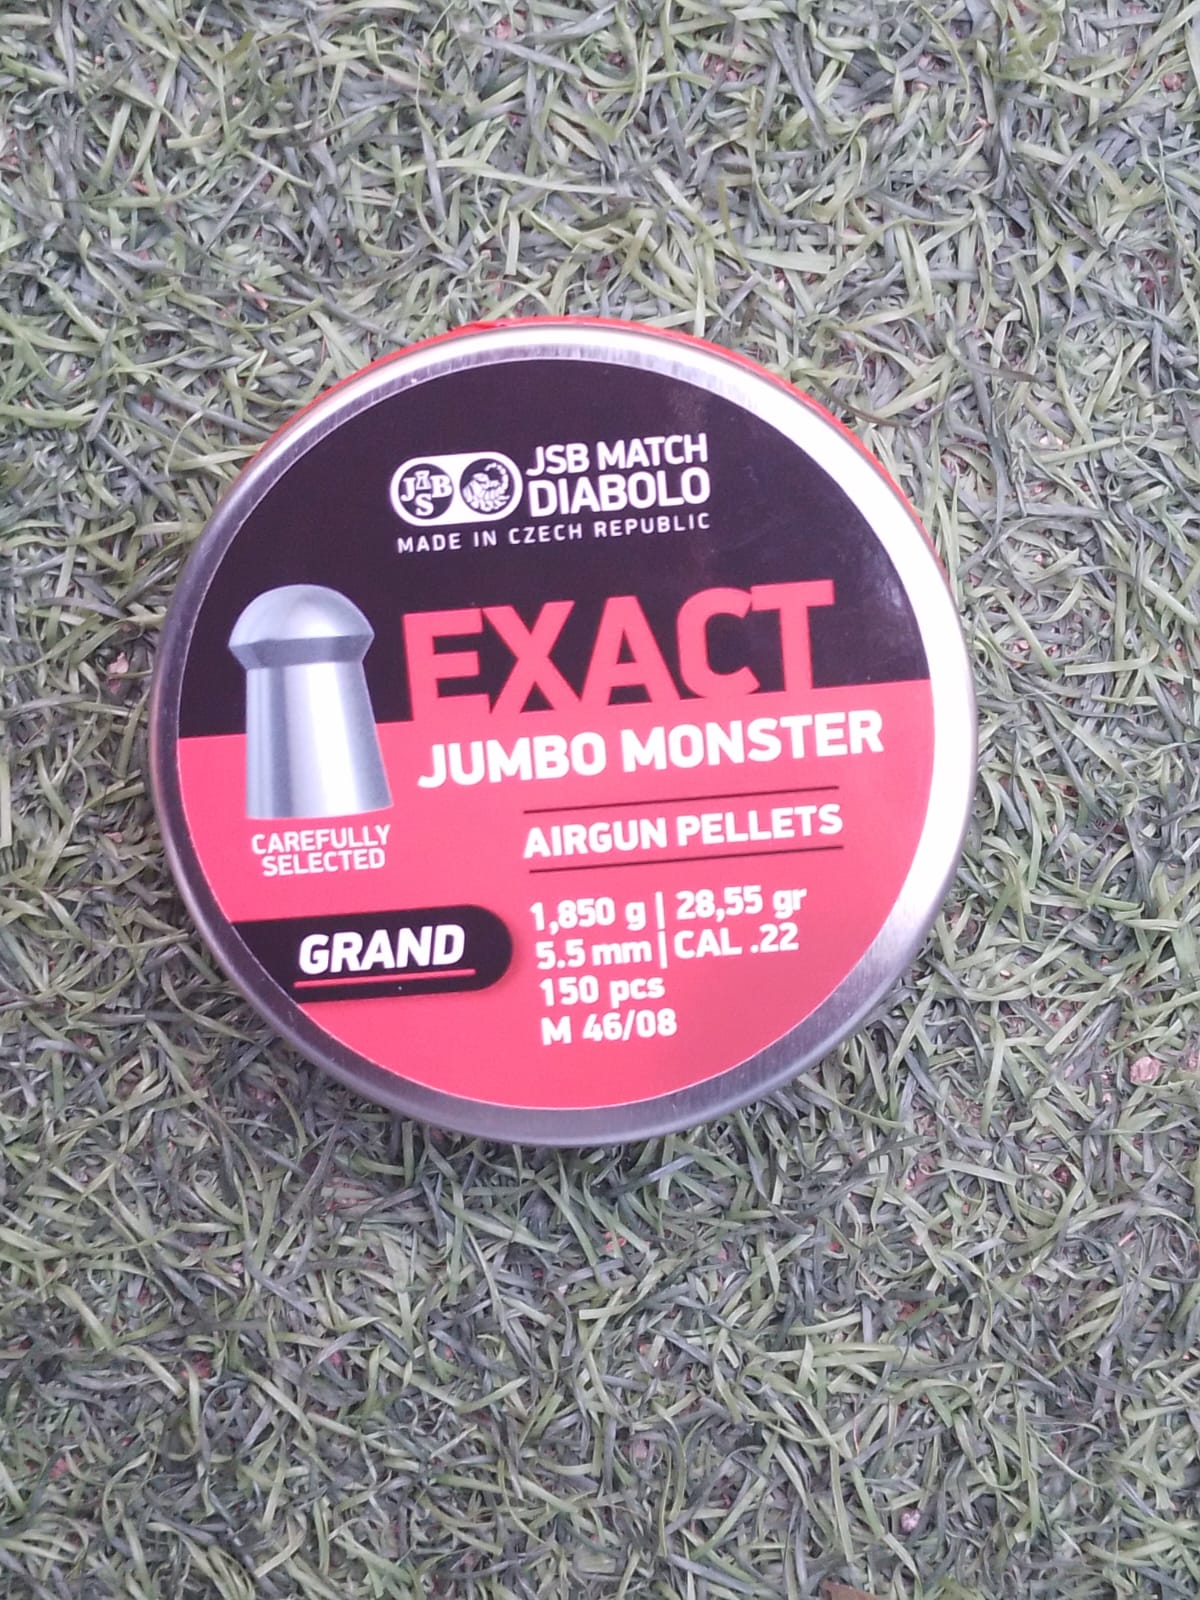 JASB
JSB MATCH
DIABOLO
MADE IN CZECH REPUBLIC
EXACT
JUMBO MONSTER
AIRGUN PELLETS
CAREFULLY
SELECTED
GRAND
1,850 g | 28,55 gr
5.5 mm | CAL .22
150 pcs
M 46/08